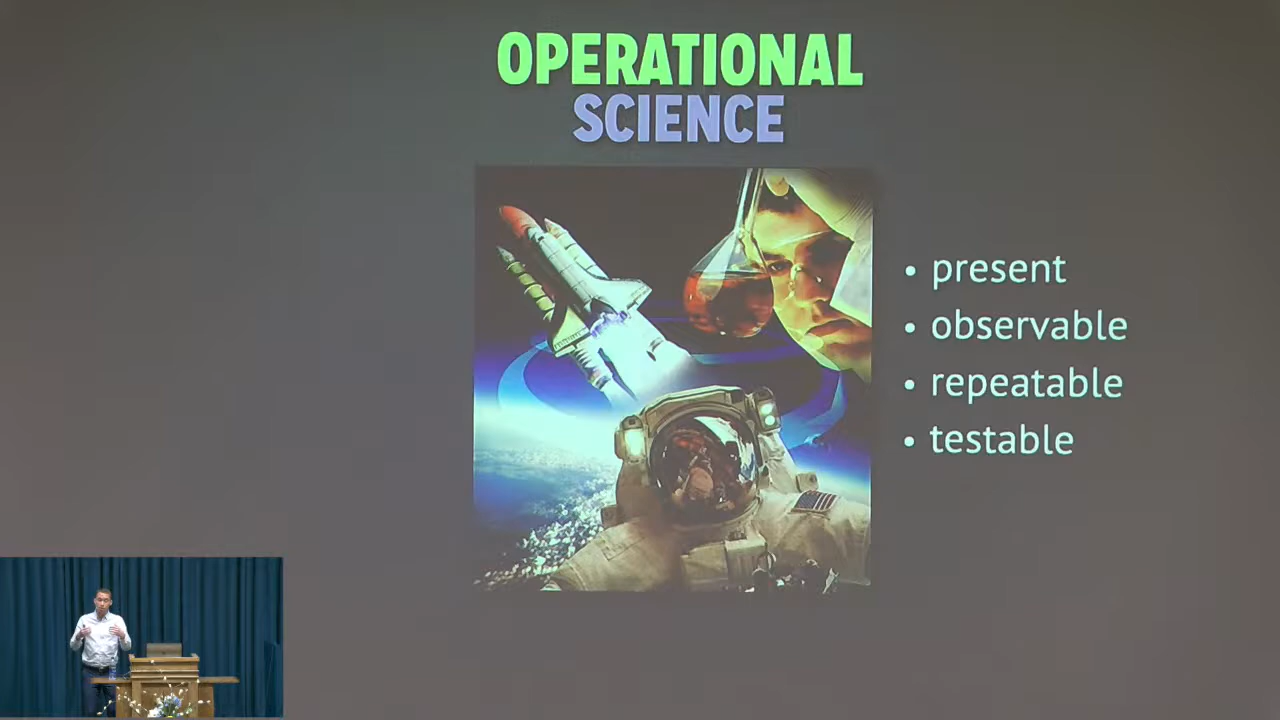 OPERATIONAL
SCIENCE
• present
• observable
• repeatable
• testable